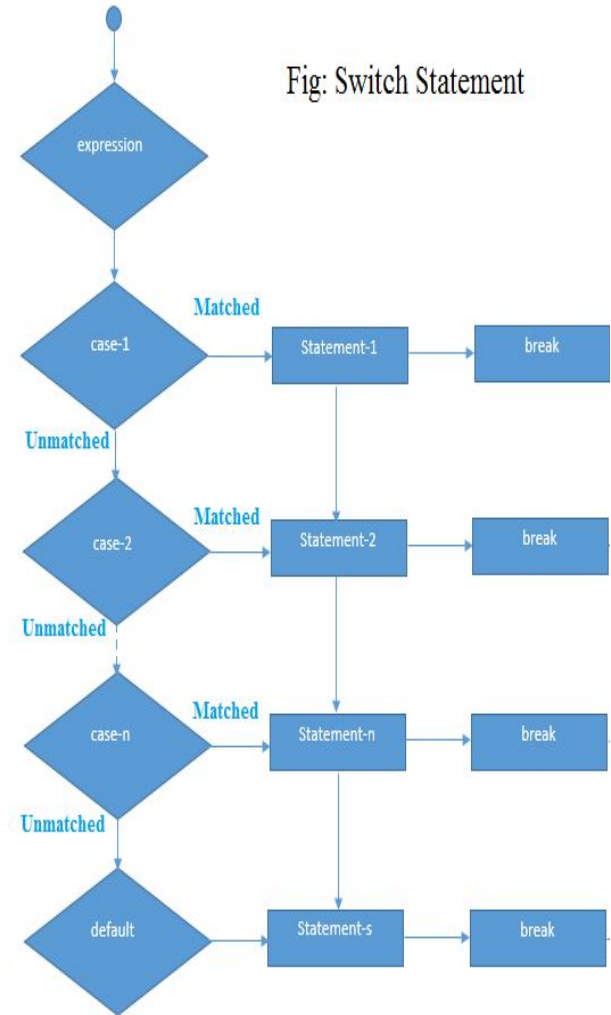 Fig: Switch Statement
expression
Matched
case-1
Statement-1
break
Unmatched
Matched
case-2
Statement-2
break
Unmatched
Matched
case-n
Statement-n
break
Unmatched
default
Statement-s
break